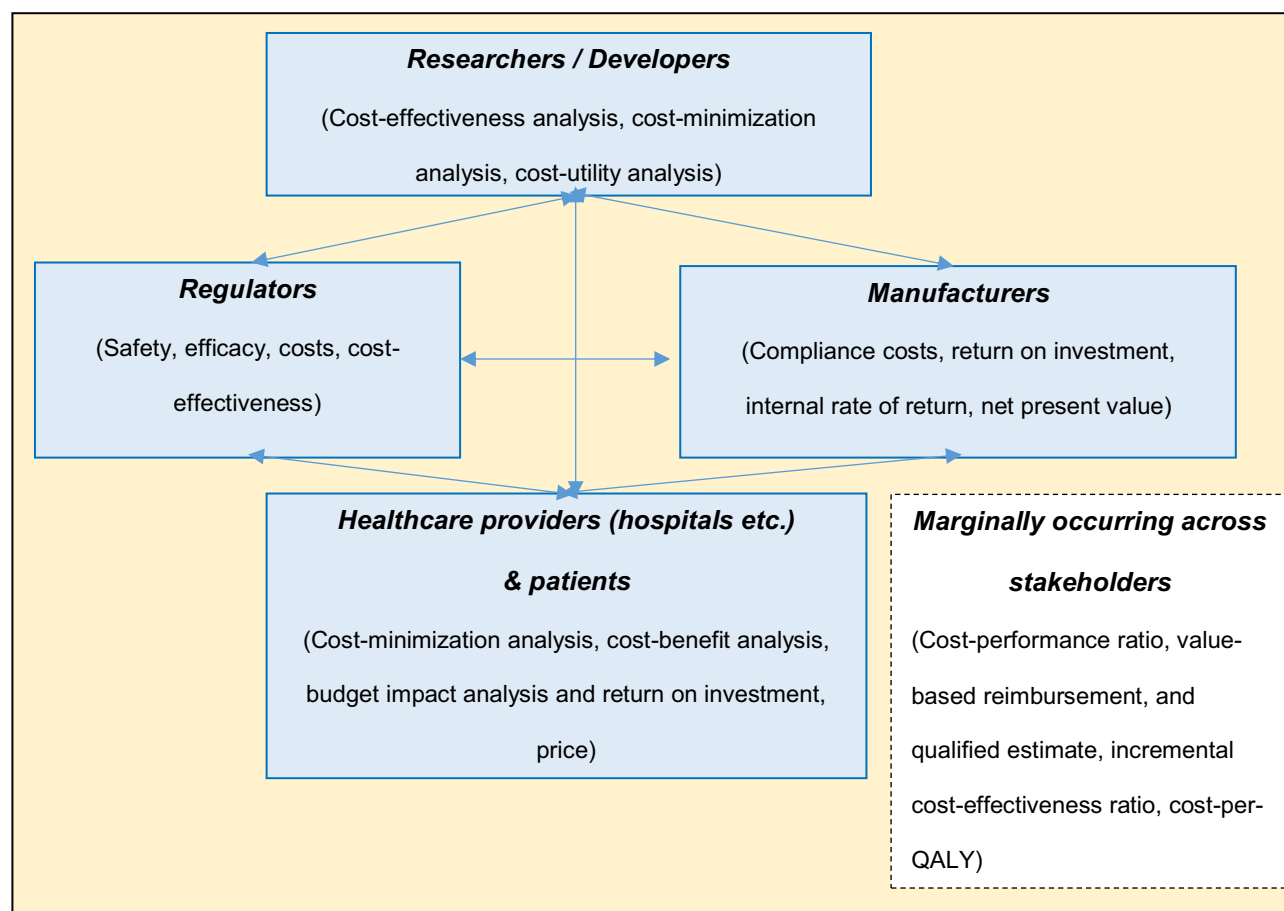 Researchers / Developers
(Cost-effectiveness analysis, cost-minimization
analysis, cost-utility analysis)
Regulators
(Safety, efficacy, costs, cost-
effectiveness)
Manufacturers
(Compliance costs, return on investment,
internal rate of return, net present value)
Healthcare providers (hospitals etc.)
& patients
(Cost-minimization analysis, cost-benefit analysis,
budget impact analysis and return on investment,
price)
Marginally occurring across
stakeholders
(Cost-performance ratio, value-
based reimbursement, and
qualified estimate, incremental
cost-effectiveness ratio, cost-per-
QALY)